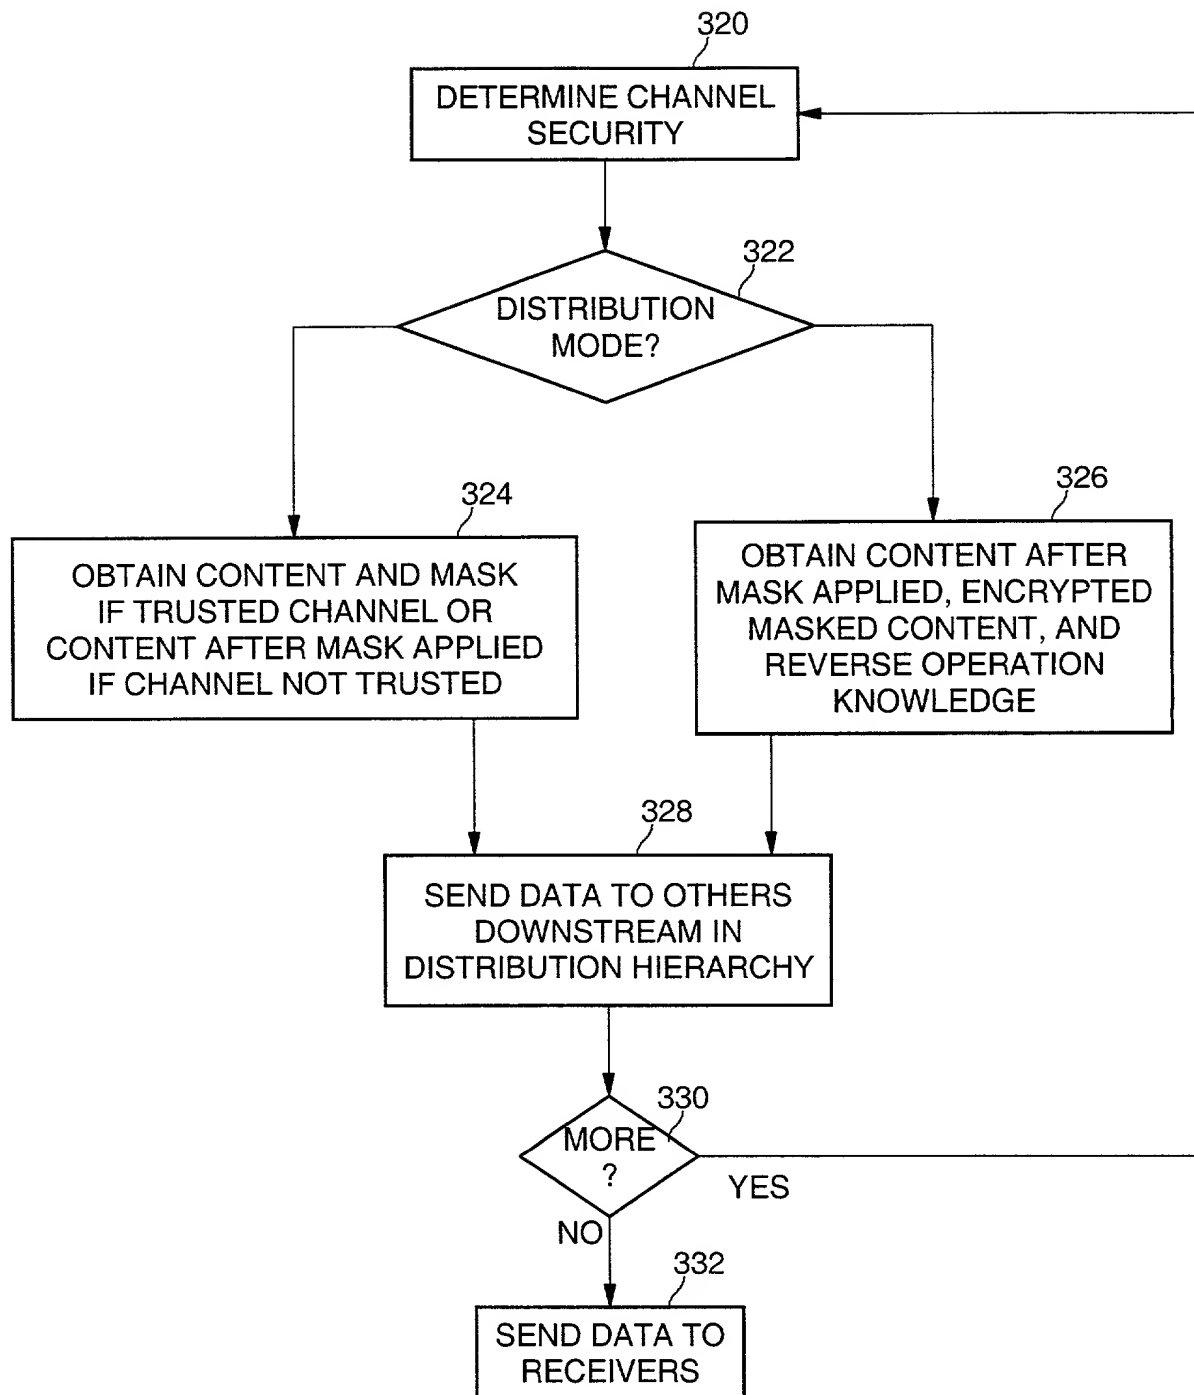 320
DETERMINE CHANNEL
SECURITY
322
DISTRIBUTION
MODE?
324
OBTAIN CONTENT AND MASK
IF TRUSTED CHANNEL OR
CONTENT AFTER MASK APPLIED
IF CHANNEL NOT TRUSTED
326
OBTAIN CONTENT AFTER
MASK APPLIED, ENCRYPTED
MASKED CONTENT, AND
REVERSE OPERATION
KNOWLEDGE
328
SEND DATA TO OTHERS
DOWNSTREAM IN
DISTRIBUTION HIERARCHY
330
MORE
?
YES
NO
332
SEND DATA TO
RECEIVERS